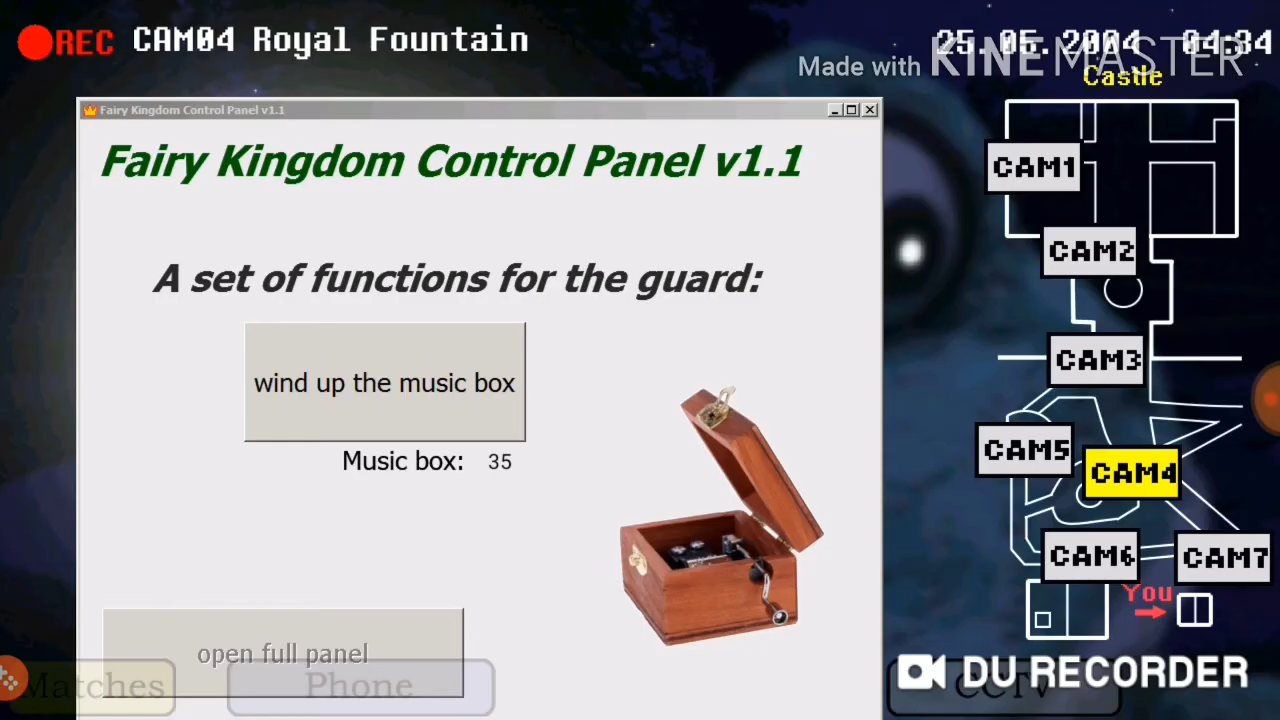 REC CAM04 Royal Fountain
25.05.2004 04:34
Made with KINEMASTER
Castle
Fairy Kingdom Control Panel v1.1
Fairy Kingdom Control Panel v1.1
A set of functions for the guard:
wind up the music box
Music box: 35
open full panel
Matches
Phone
CCTV
CAM1
CAM2
CAM3
CAM5
CAM4
CAM6
CAM7
You
DU RECORDER